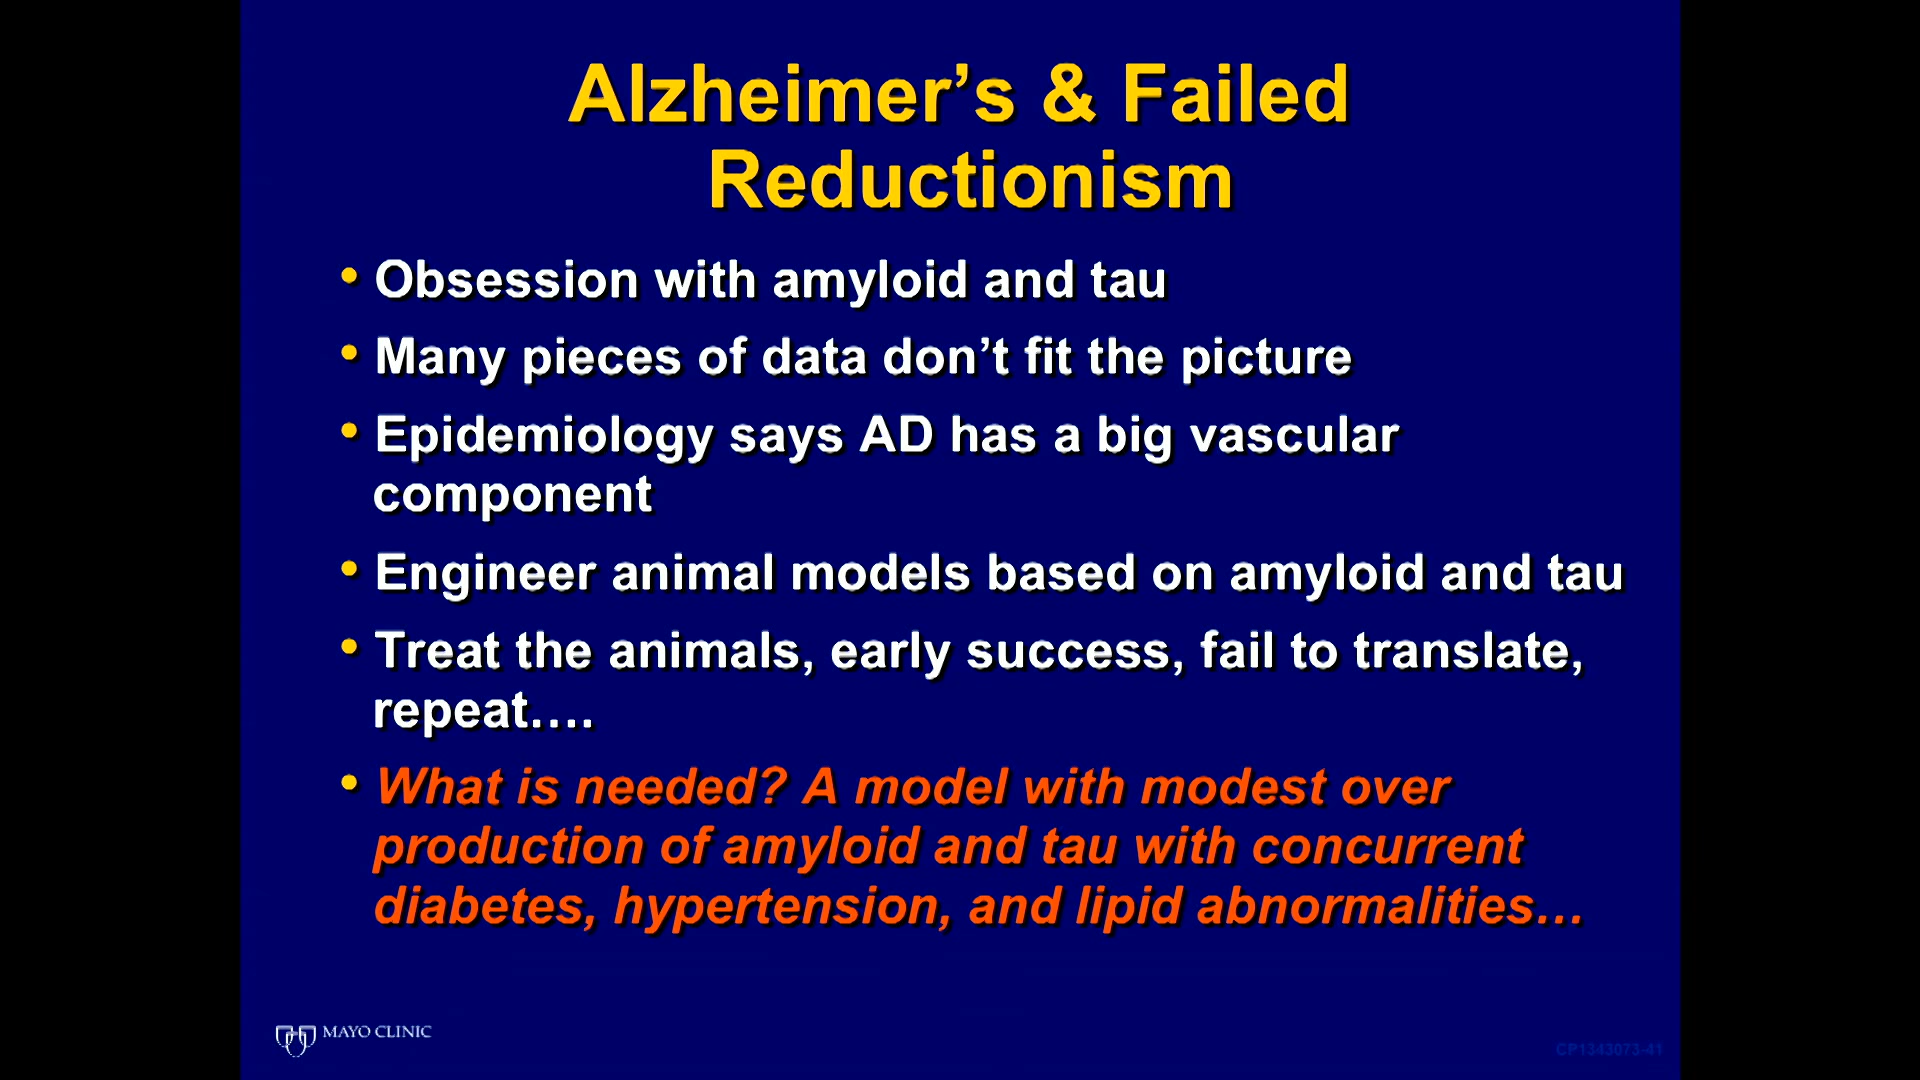 Alzheimer’s & Failed
Reductionism
• Obsession with amyloid and tau
• Many pieces of data don’t fit the picture
• Epidemiology says AD has a big vascular
component
• Engineer animal models based on amyloid and tau
• Treat the animals, early success, fail to translate,
repeat….
• What is needed? A model with modest over
production of amyloid and tau with concurrent
diabetes, hypertension, and lipid abnormalities…
MAYO CLINIC
CP1343073-41